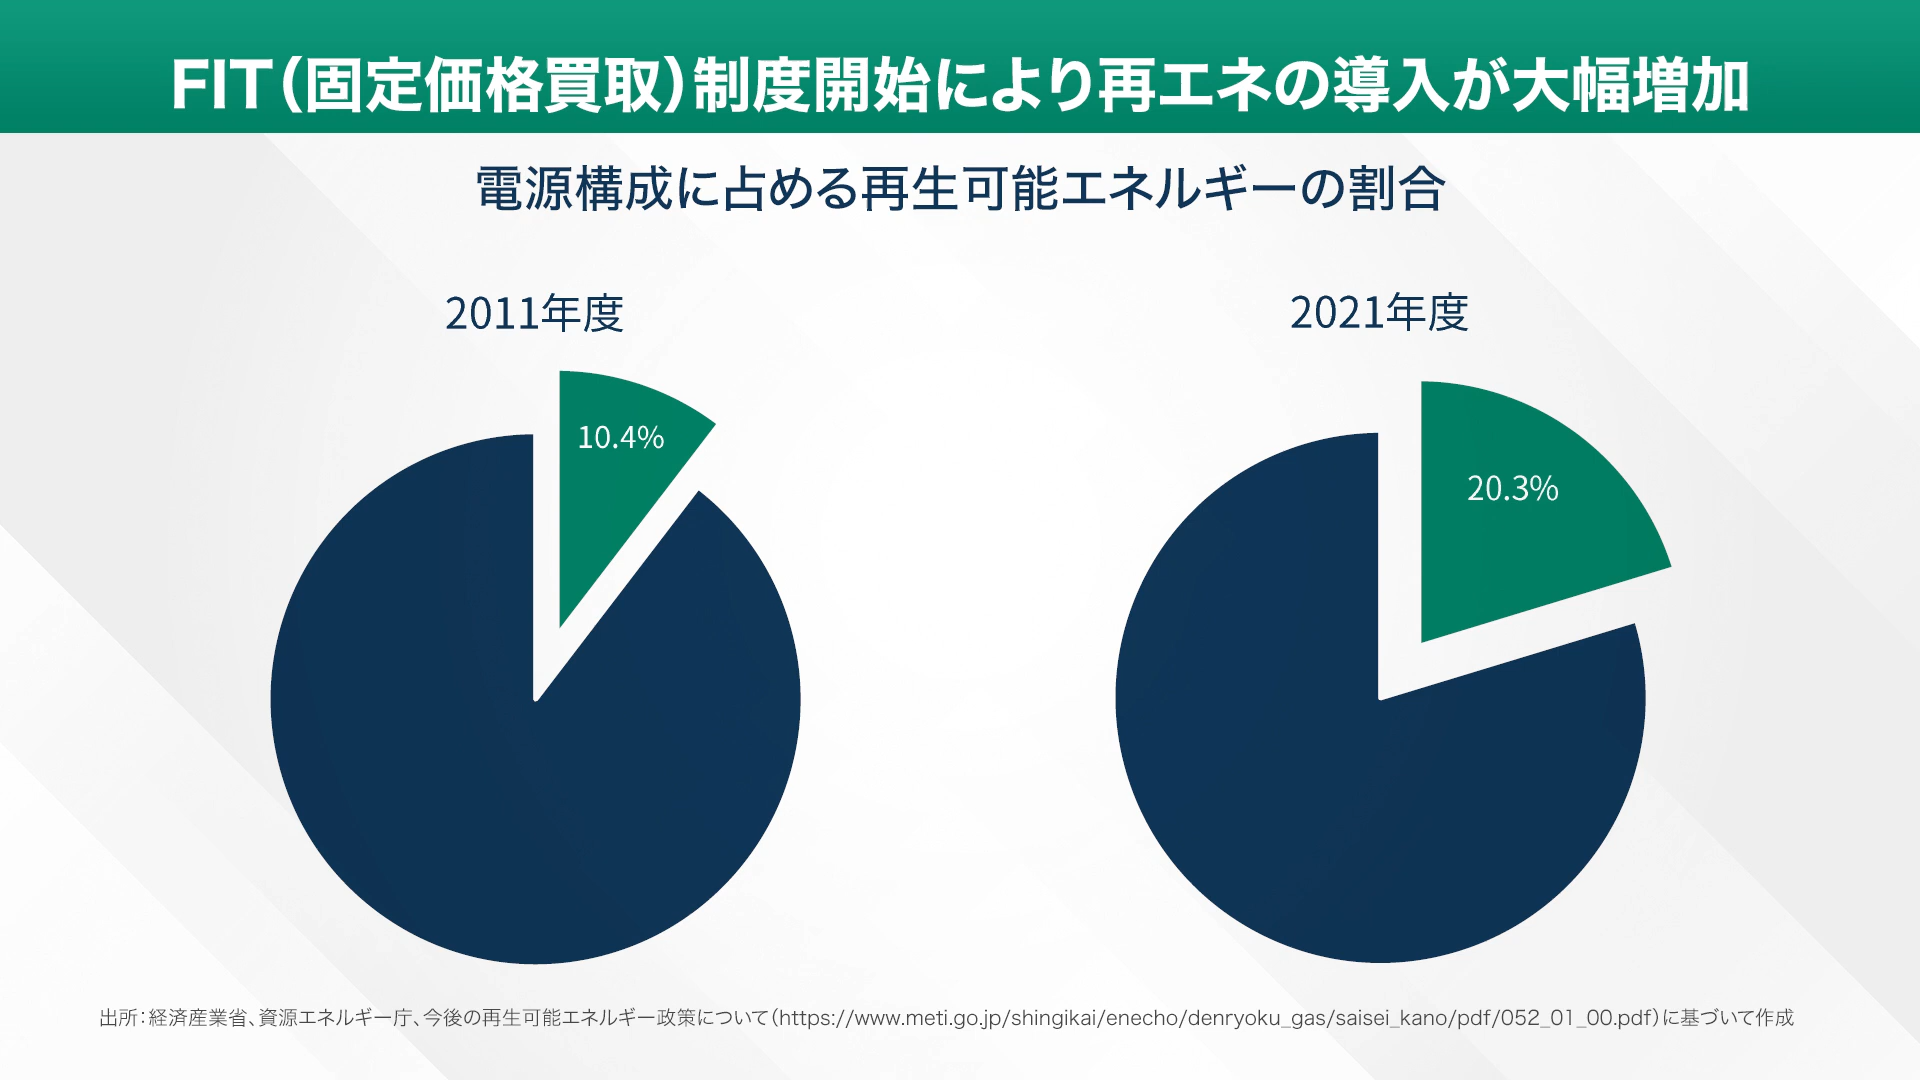 FIT（固定価格買取）制度開始により再エネの導入が大幅増加
電源構成に占める再生可能エネルギーの割合
2011年度
2021年度
10.4%
20.3%
出所：経済産業省、資源エネルギー庁、今後の再生可能エネルギー政策について（https://www.meti.go.jp/shingikai/enecho/denryoku_gas/saisei_kano/pdf/052_01_00.pdf）に基づいて作成